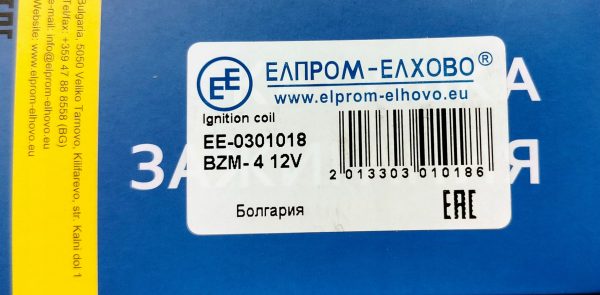 Bulgaria, 5050 Veliko Tarnovo, Kilifarevo, str. Kalni dol 1
Tel/fax: +359 47 88 8558 (BG)
e-mail: info@elprom-elhovo.eu
Website: www.elprom-elhovo.eu
EE ЕЛПРОМ-ЕЛХОВО®
www.elprom-elhovo.eu
Ignition coil
EE-0301018
BZM- 4 12V
2 013303 010186
Болгария
EAC